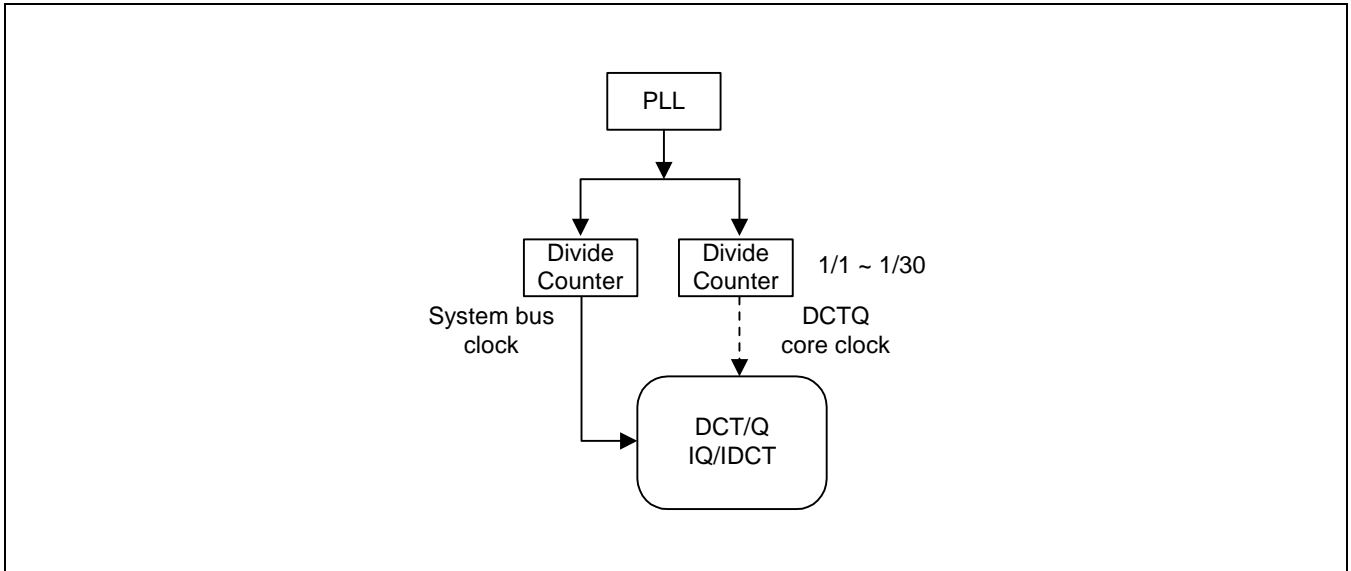 PLL
Divide
Counter
Divide
Counter
1/1 ~ 1/30
System bus
clock
DCTQ
core clock
DCT/Q
IQ/IDCT